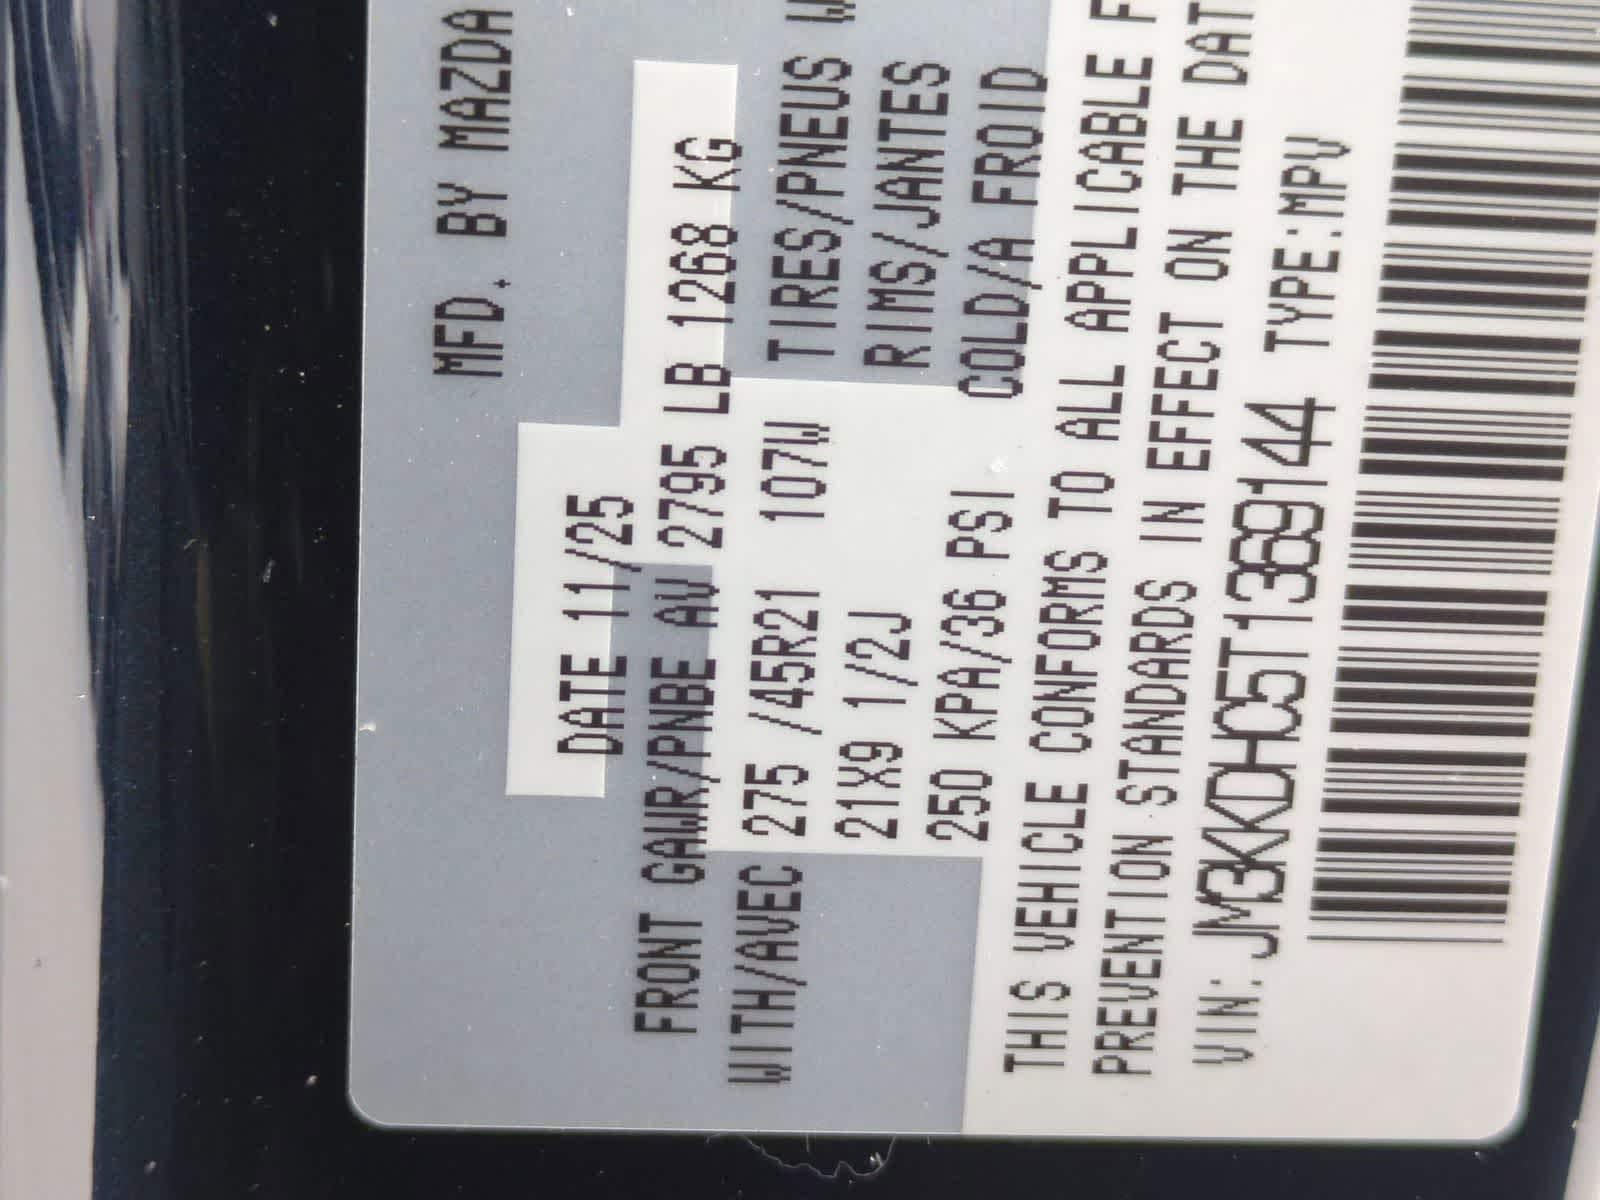 MFD. BY MAZDA
DATE 11/25
FRONT GAWR/PNBE AV 2795 LB 1268 KG
WITH/AVEC 275 /45R21 107W TIRES/PNEUS
21X9 1/2J RIMS/JANTES
250 KPA/36 PSI COLD/A FROID
THIS VEHICLE CONFORMS TO ALL APPLICABLE F
PREVENTION STANDARDS IN EFFECT ON THE DAT
VIN: JM3KKDHC5T1369144 TYPE:MPV